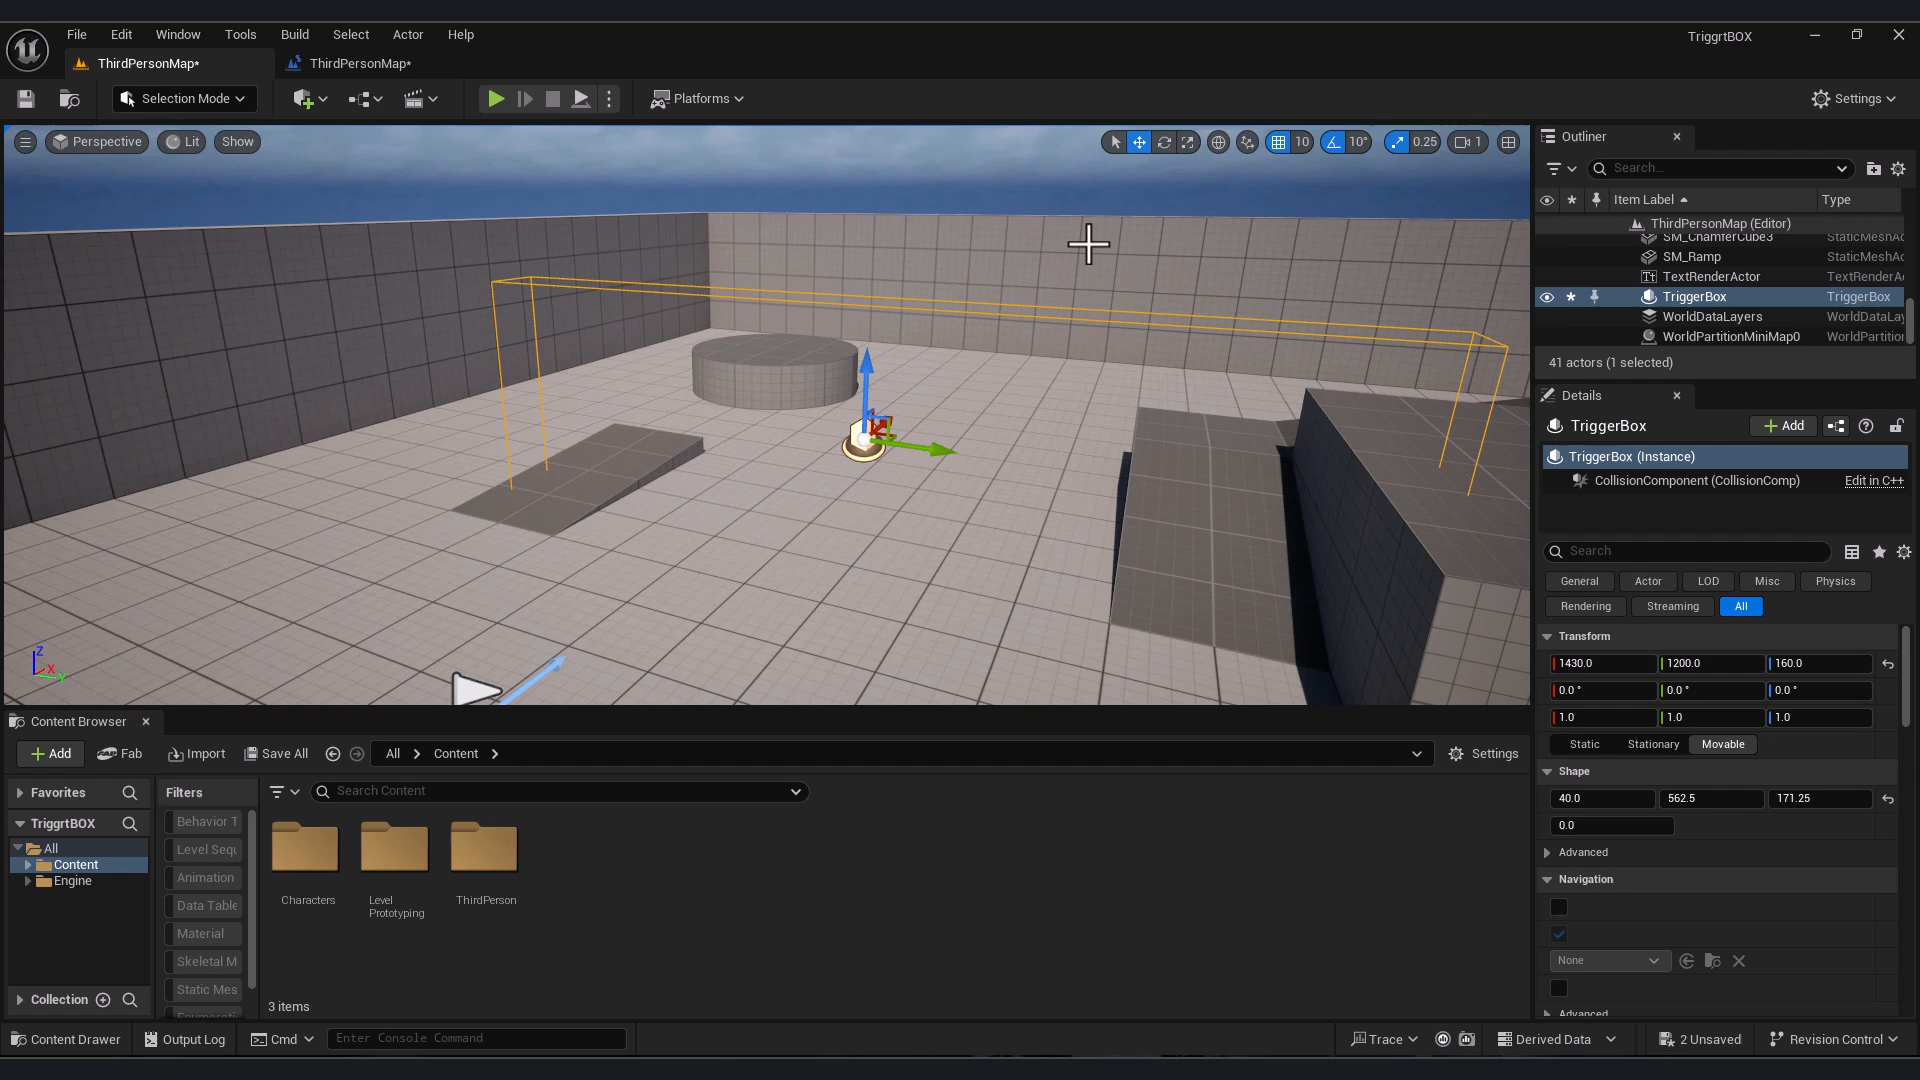 File Edit Window Tools Build Select Actor Help
TriggrtBOX
ThirdPersonMap*
ThirdPersonMap*
Selection Mode
Platforms
Settings
Perspective
Lit
Show
10
10°
0.25
1
Outliner
Search...
Item Label
Type
ThirdPersonMap (Editor)
SM_ChamferCube3 StaticMeshAc
SM_Ramp StaticMeshAc
TextRenderActor TextRenderA
TriggerBox TriggerBox
WorldDataLayers WorldDataLay
WorldPartitionMiniMap0 WorldPartition
41 actors (1 selected)
Details
TriggerBox
Add
TriggerBox (Instance)
CollisionComponent (CollisionComp) Edit in C++
Search
General Actor LOD Misc Physics
Rendering Streaming All
Transform
1430.0 1200.0 160.0
0.0 ° 0.0 ° 0.0 °
1.0 1.0 1.0
Static Stationary Movable
Shape
40.0 562.5 171.25
0.0
Advanced
Navigation
None
Advanced
Z
X
Y
Content Browser
Add
Fab
Import
Save All
All
Content
Settings
Favorites
TriggrtBOX
All
Content
Engine
Collection
Filters
Behavior T
Level Sequ
Animation
Data Table
Material
Skeletal M
Static Mes
Search Content
Characters
Level
Prototyping
ThirdPerson
3 items
Content Drawer
Output Log
Cmd
Enter Console Command
Trace
Derived Data
2 Unsaved
Revision Control